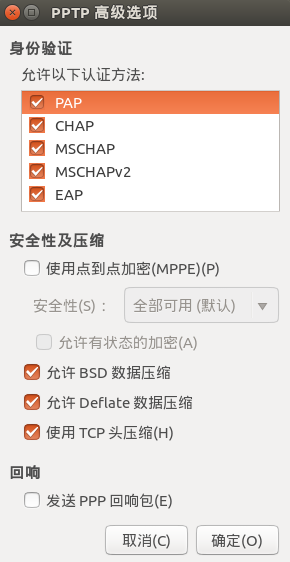 PPTP 高级选项
身份验证
允许以下认证方法:
PAP
CHAP
MSCHAP
MSCHAPv2
EAP
安全性及压缩
使用点到点加密(MPPE)(P)
安全性(S)：
全部可用 (默认)
允许有状态的加密(A)
允许 BSD 数据压缩
允许 Deflate 数据压缩
使用 TCP 头压缩(H)
回响
发送 PPP 回响包(E)
取消(C)
确定(O)